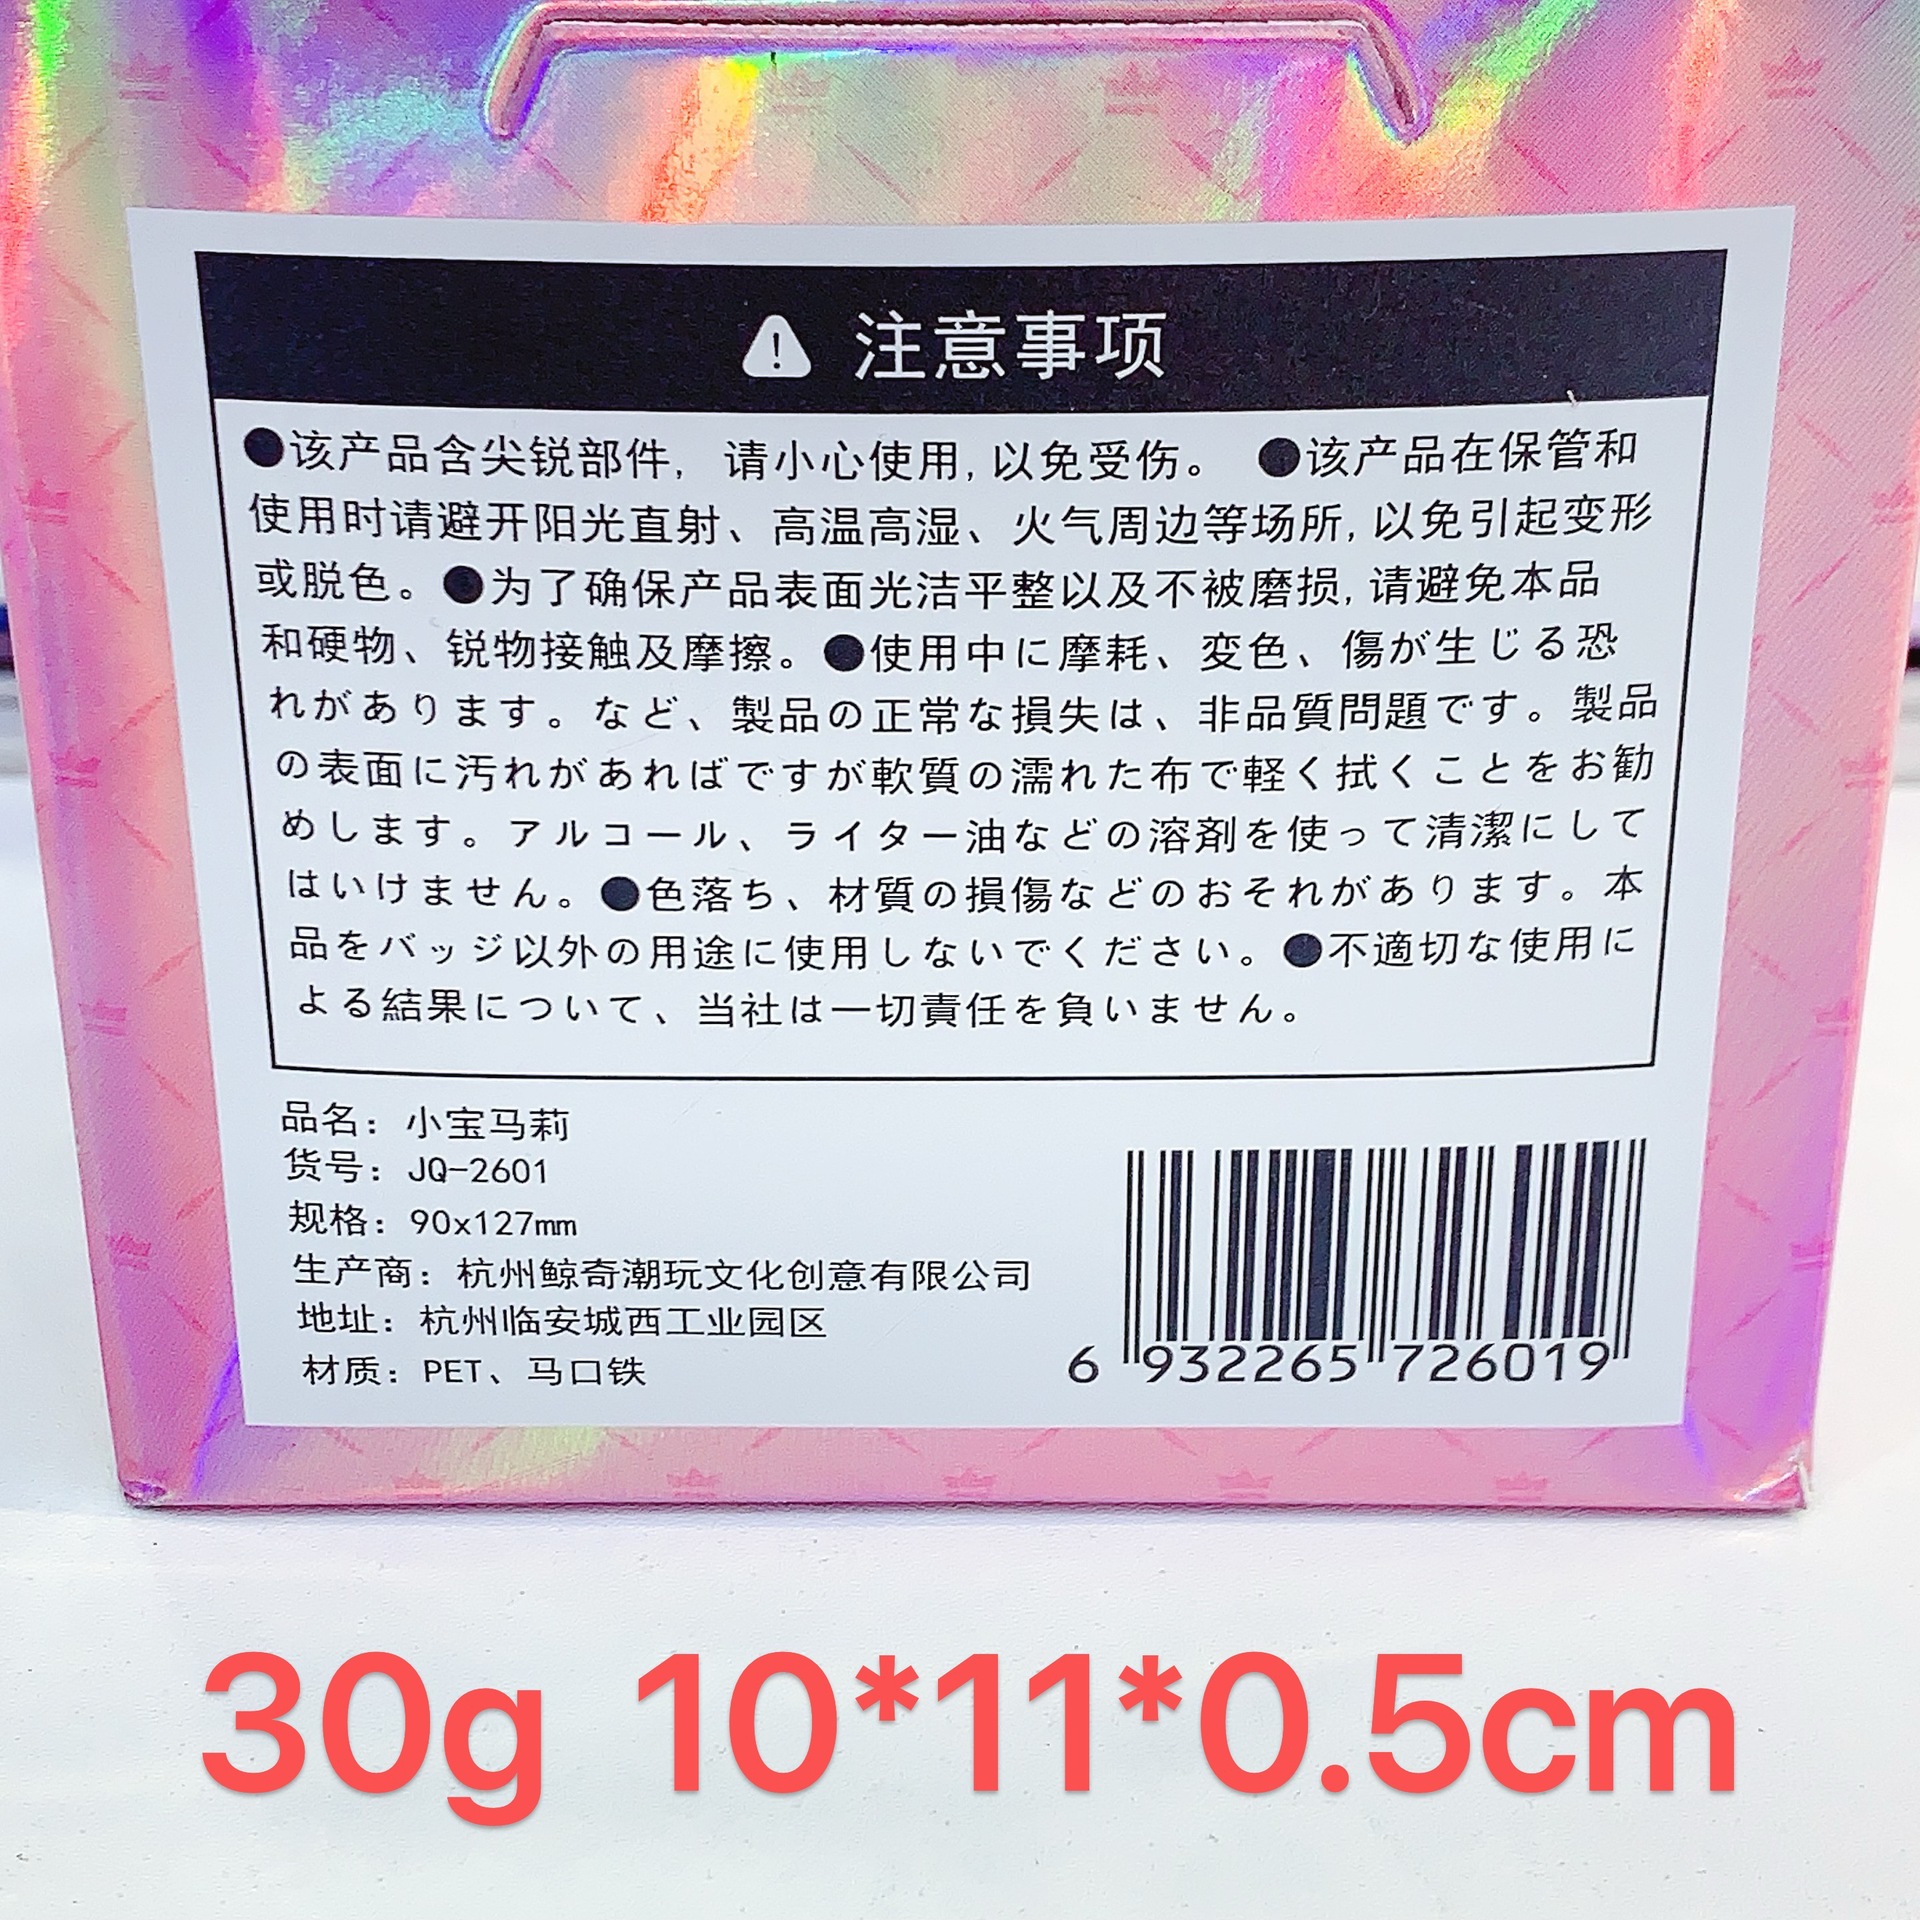 注意事项
●该产品含尖锐部件, 请小心使用,以免受伤。 ●该产品在保管和
使用时请避开阳光直射、高温高湿、火气周边等场所,以免引起变形
或脱色。●为了确保产品表面光洁平整以及不被磨损,请避免本品
和硬物、锐物接触及摩擦。●使用中に摩耗、変色、傷が生じる恐
れがあります。など、製品の正常な損失は、非品質問題です。製品
の表面に汚れがあればですが軟質の濡れた布で軽く拭くことをお勧
めします。アルコール、ライター油などの溶剤を使って清潔にして
はいけません。●色落ち、材質の損傷などのおそれがあります。本
品をバッジ以外の用途に使用しないでください。●不適切な使用に
よる結果について、当社は一切責任を負いません。
品名: 小宝马莉
货号: JQ-2601
规格: 90x127mm
生产商: 杭州鲸奇潮玩文化创意有限公司
地址: 杭州临安城西工业园区
材质: PET、马口铁
6 932265 726019
30g 10*11*0.5cm